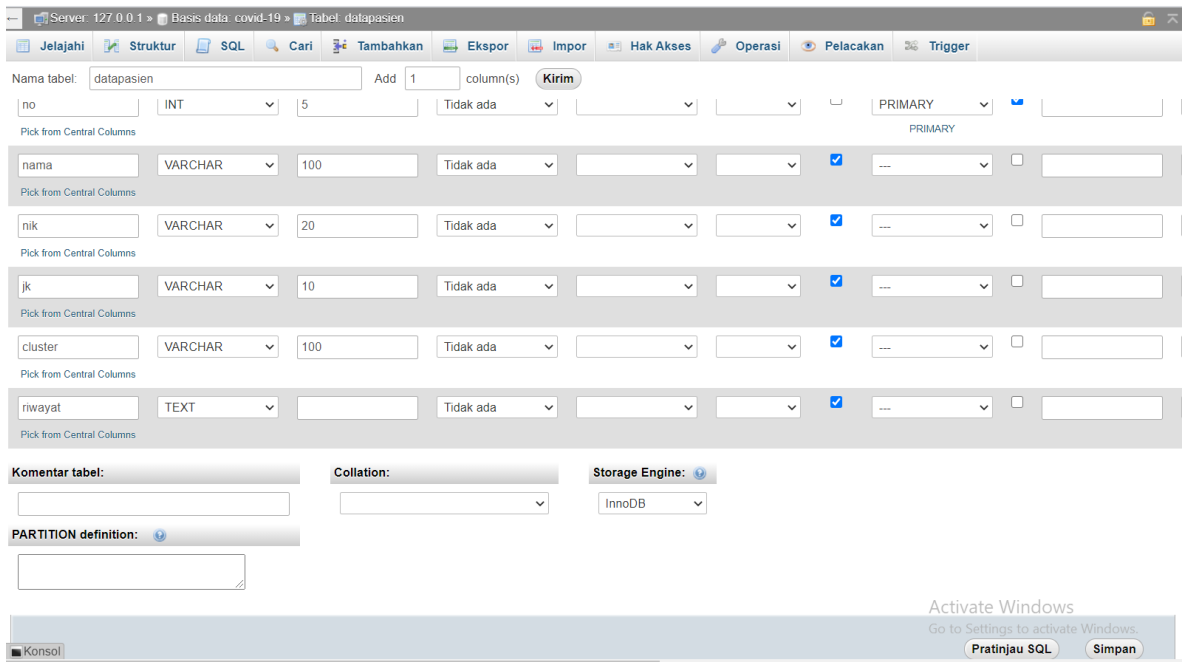 Server: 127.0.0.1 » Basis data: covid-19 » Tabel: datapasien
Jelajahi Struktur SQL Cari Tambahkan Ekspor Impor Hak Akses Operasi Pelacakan Trigger
Nama tabel: datapasien Add 1 column(s) Kirim
no INT 5 Tidak ada PRIMARY
Pick from Central Columns PRIMARY
nama VARCHAR 100 Tidak ada ---
Pick from Central Columns
nik VARCHAR 20 Tidak ada ---
Pick from Central Columns
jk VARCHAR 10 Tidak ada ---
Pick from Central Columns
cluster VARCHAR 100 Tidak ada ---
Pick from Central Columns
riwayat TEXT Tidak ada ---
Pick from Central Columns
Komentar tabel: Collation: Storage Engine:
InnoDB
PARTITION definition:
Activate Windows
Go to Settings to activate Windows.
Konsol Pratinjau SQL Simpan